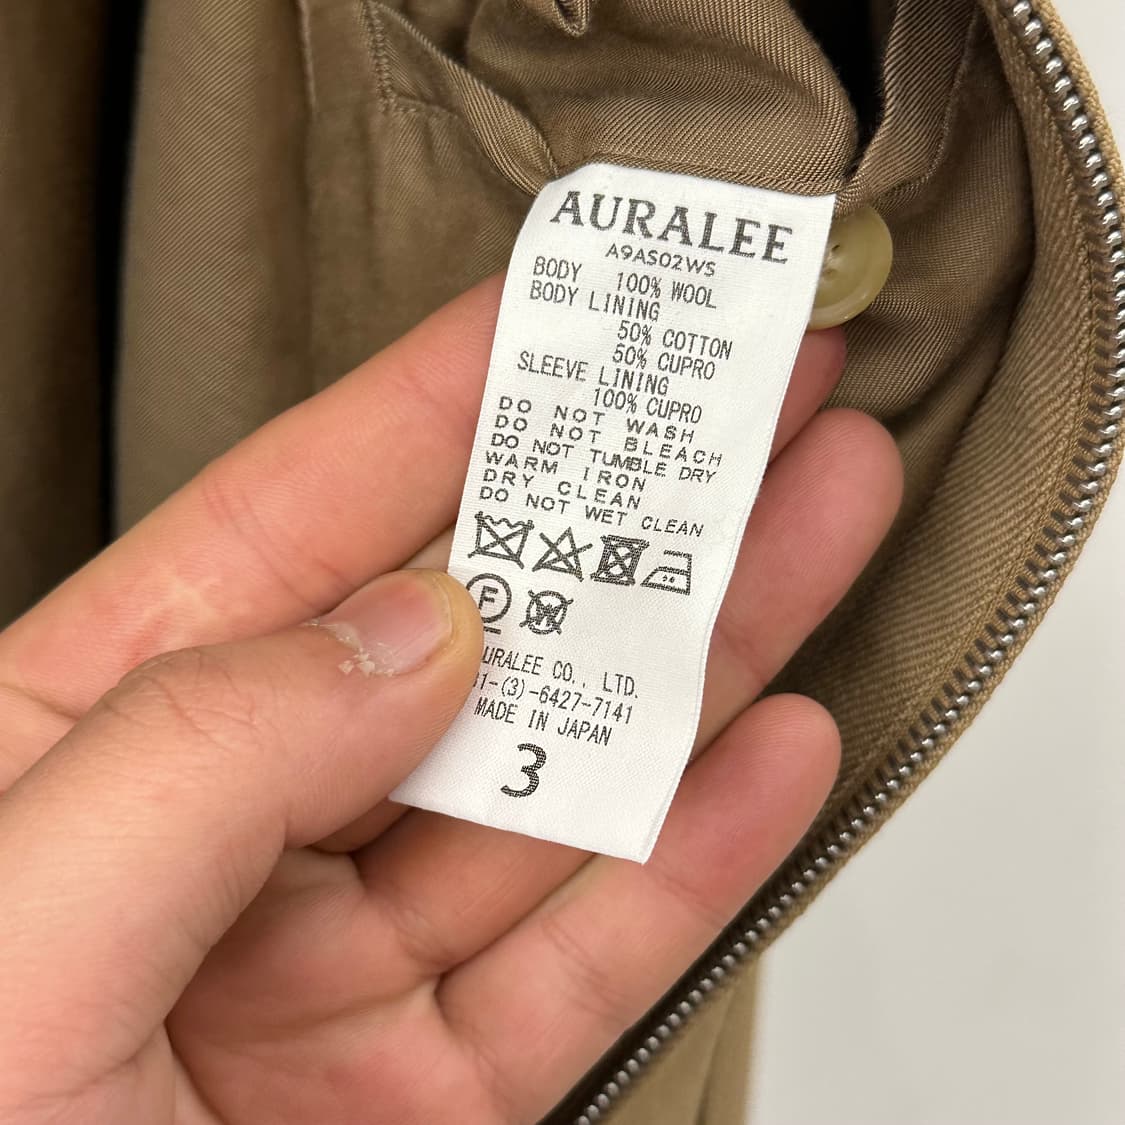 AURALEE
A9AS02WS
BODY 100% WOOL
BODY LINING
50% COTTON
50% CUPRO
SLEEVE LINING
100% CUPRO
DO NOT WASH
DO NOT BLEACH
DO NOT TUMBLE DRY
WARM IRON
DRY CLEAN
DO NOT WET CLEAN
F W
URALEE CO., LTD.
1-(3)-6427-7141
MADE IN JAPAN
3